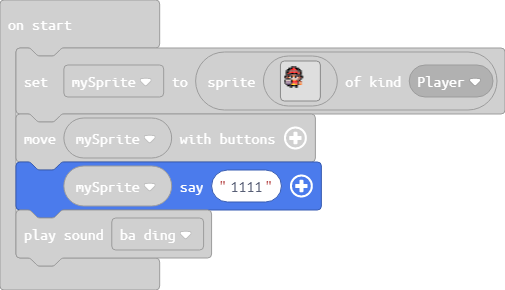 on start
set mySprite to sprite of kind Player
move mySprite with buttons
mySprite say "1111"
play sound ba ding